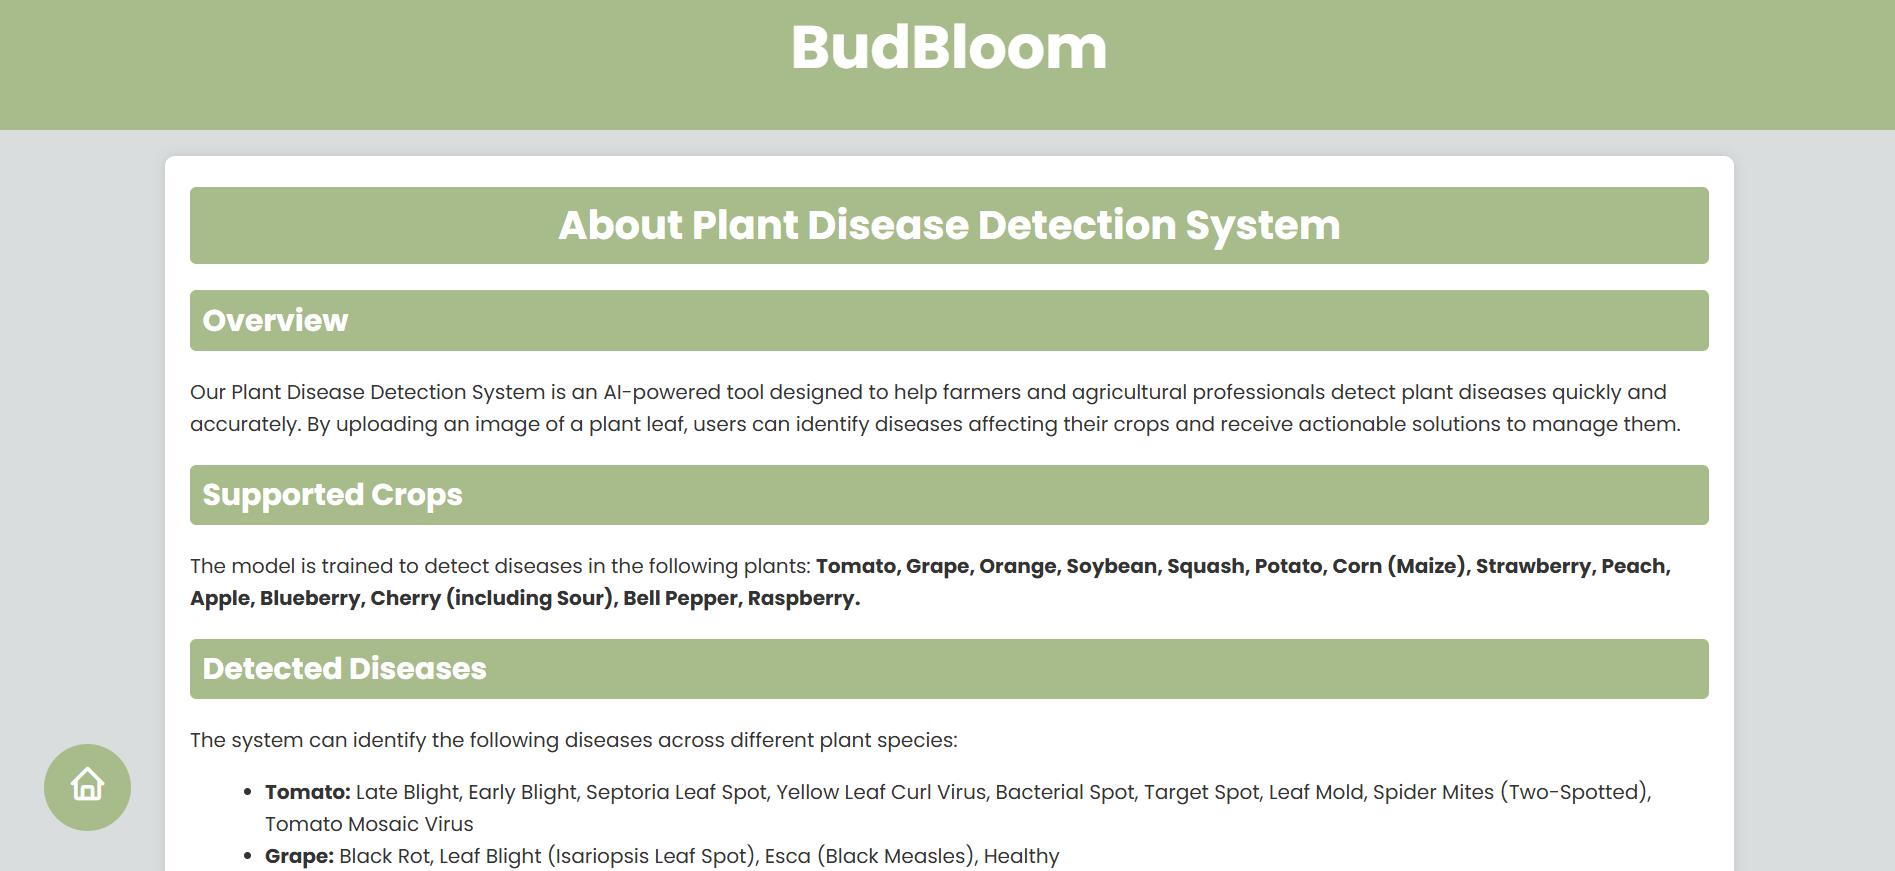 BudBloom
About Plant Disease Detection System
Overview
Our Plant Disease Detection System is an AI-powered tool designed to help farmers and agricultural professionals detect plant diseases quickly and
accurately. By uploading an image of a plant leaf, users can identify diseases affecting their crops and receive actionable solutions to manage them.
Supported Crops
The model is trained to detect diseases in the following plants: Tomato, Grape, Orange, Soybean, Squash, Potato, Corn (Maize), Strawberry, Peach,
Apple, Blueberry, Cherry (including Sour), Bell Pepper, Raspberry.
Detected Diseases
The system can identify the following diseases across different plant species:
• Tomato: Late Blight, Early Blight, Septoria Leaf Spot, Yellow Leaf Curl Virus, Bacterial Spot, Target Spot, Leaf Mold, Spider Mites (Two-Spotted),
Tomato Mosaic Virus
• Grape: Black Rot, Leaf Blight (Isariopsis Leaf Spot), Esca (Black Measles), Healthy